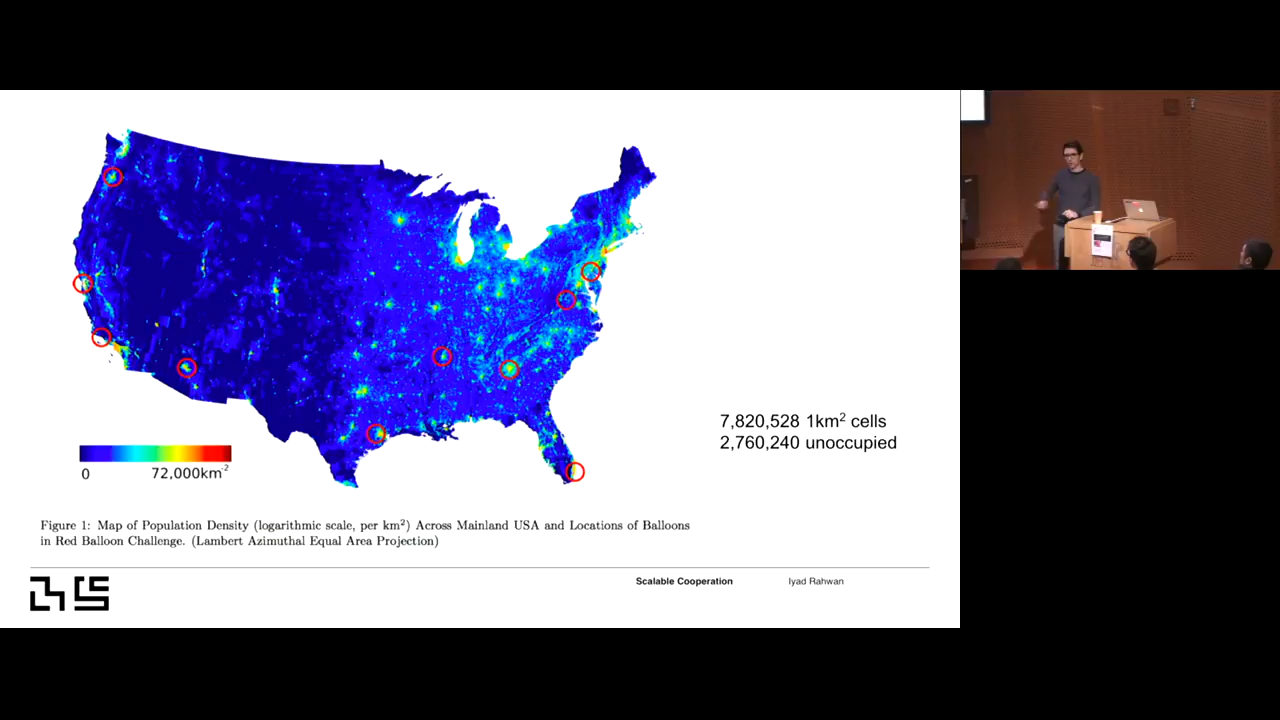 7,820,528 1km² cells
2,760,240 unoccupied
0 72,000km⁻²
Figure 1: Map of Population Density (logarithmic scale, per km²) Across Mainland USA and Locations of Balloons
in Red Balloon Challenge. (Lambert Azimuthal Equal Area Projection)
Scalable Cooperation Iyad Rahwan